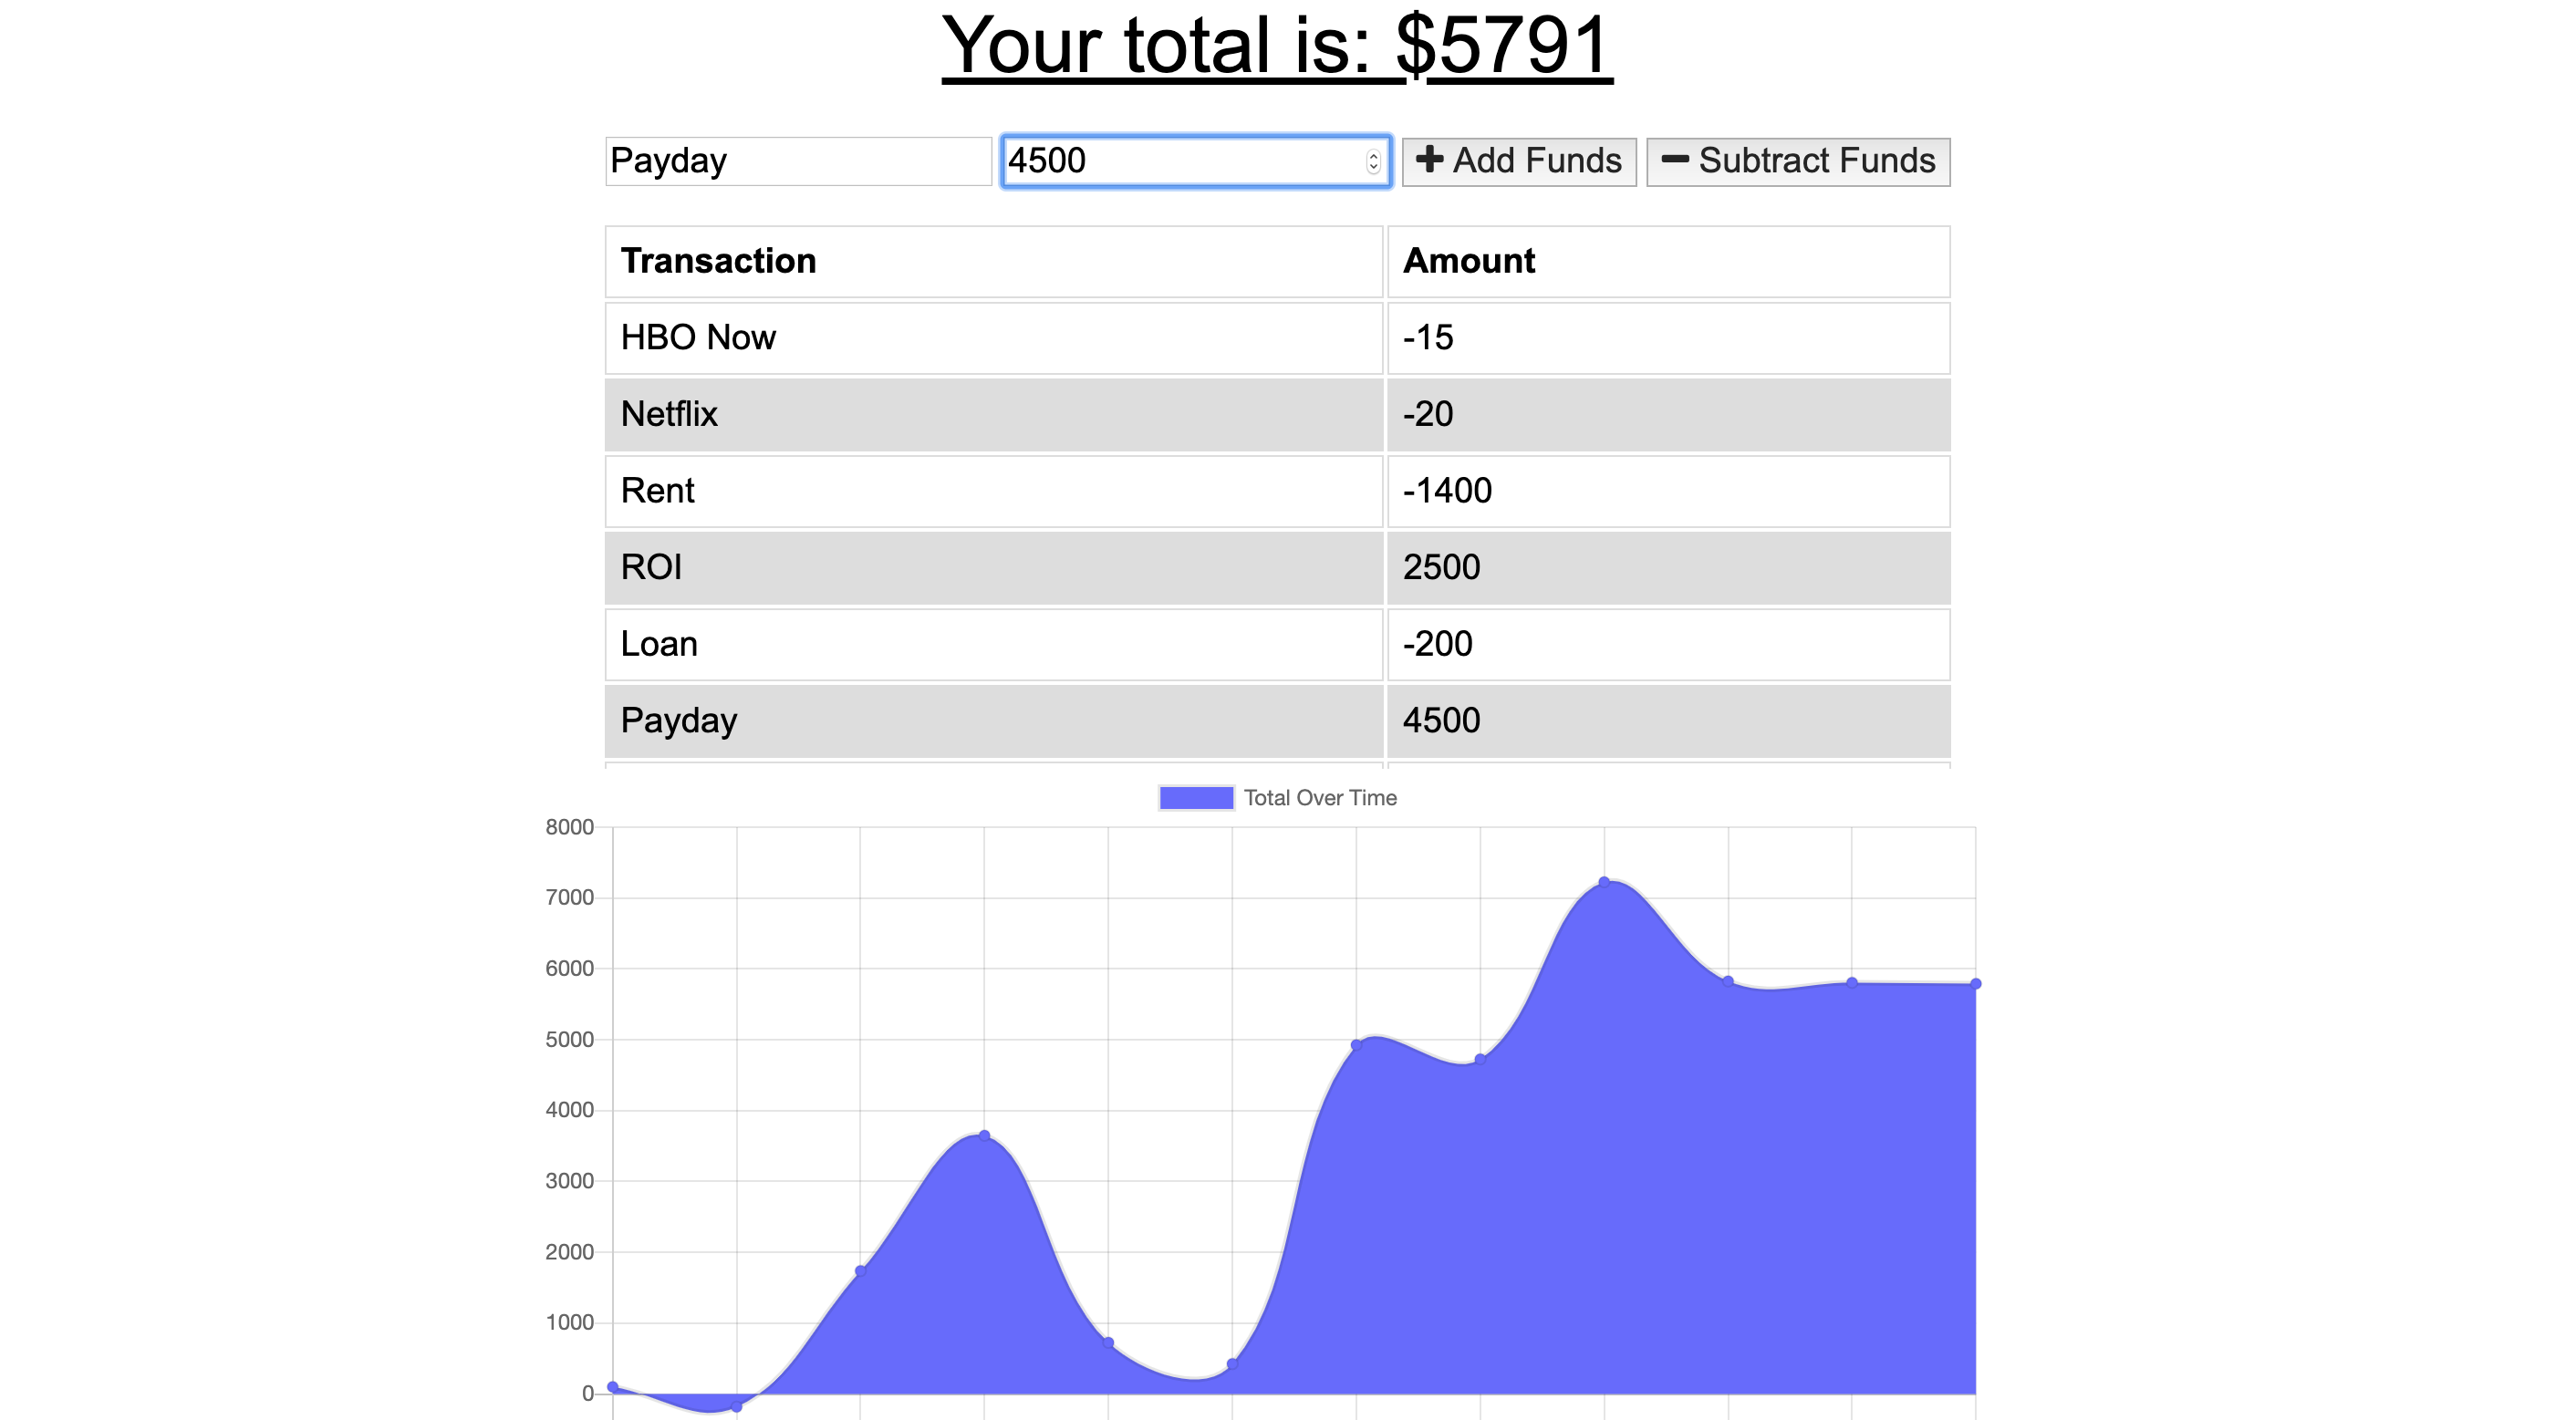 Your total is: $5791
Payday 4500 Add Funds Subtract Funds
Transaction Amount
HBO Now -15
Netflix -20
Rent -1400
ROI 2500
Loan -200
Payday 4500
Total Over Time
8000
7000
6000
5000
4000
3000
2000
1000
0